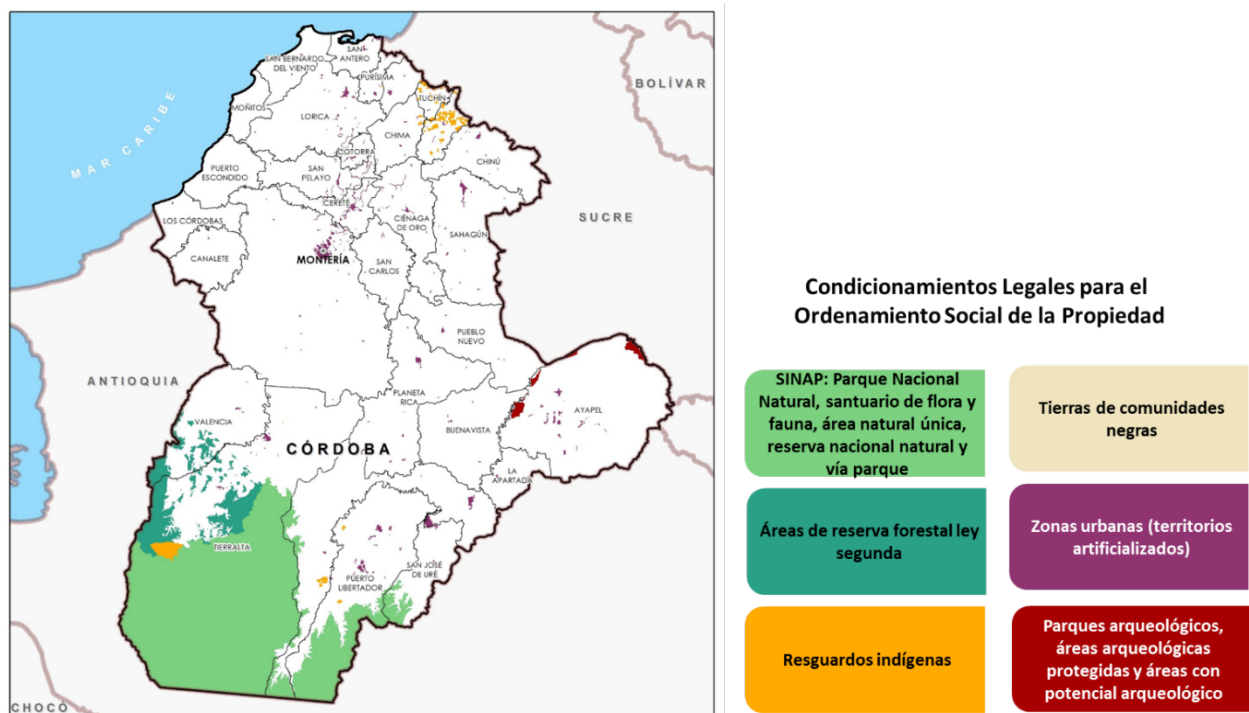 MAR CARIBE
BOLÍVAR
SUCRE
ANTIOQUIA
CHOCÓ
SAN
ANTERO
SAN BERNARDO
DEL VIENTO
PURÍSIMA
TUCHÍN
MOÑITOS
LORICA
CHIMA
COTORRA
CHINÚ
PUERTO
ESCONDIDO
SAN
PELAYO
CERETÉ
CIÉNAGA
DE ORO
SAHAGÚN
LOS CÓRDOBAS
CANALETE
MONTERÍA
SAN
CARLOS
PUEBLO
NUEVO
PLANETA
RICA
AYAPEL
BUENAVISTA
VALENCIA
CÓRDOBA
LA
APARTADA
TIERRALTA
SAN JOSÉ
DE URÉ
PUERTO
LIBERTADOR
Condicionamientos Legales para el
Ordenamiento Social de la Propiedad
SINAP: Parque Nacional
Natural, santuario de flora y
fauna, área natural única,
reserva nacional natural y
vía parque
Tierras de comunidades
negras
Áreas de reserva forestal ley
segunda
Zonas urbanas (territorios
artificializados)
Resguardos indígenas
Parques arqueológicos,
áreas arqueológicas
protegidas y áreas con
potencial arqueológico